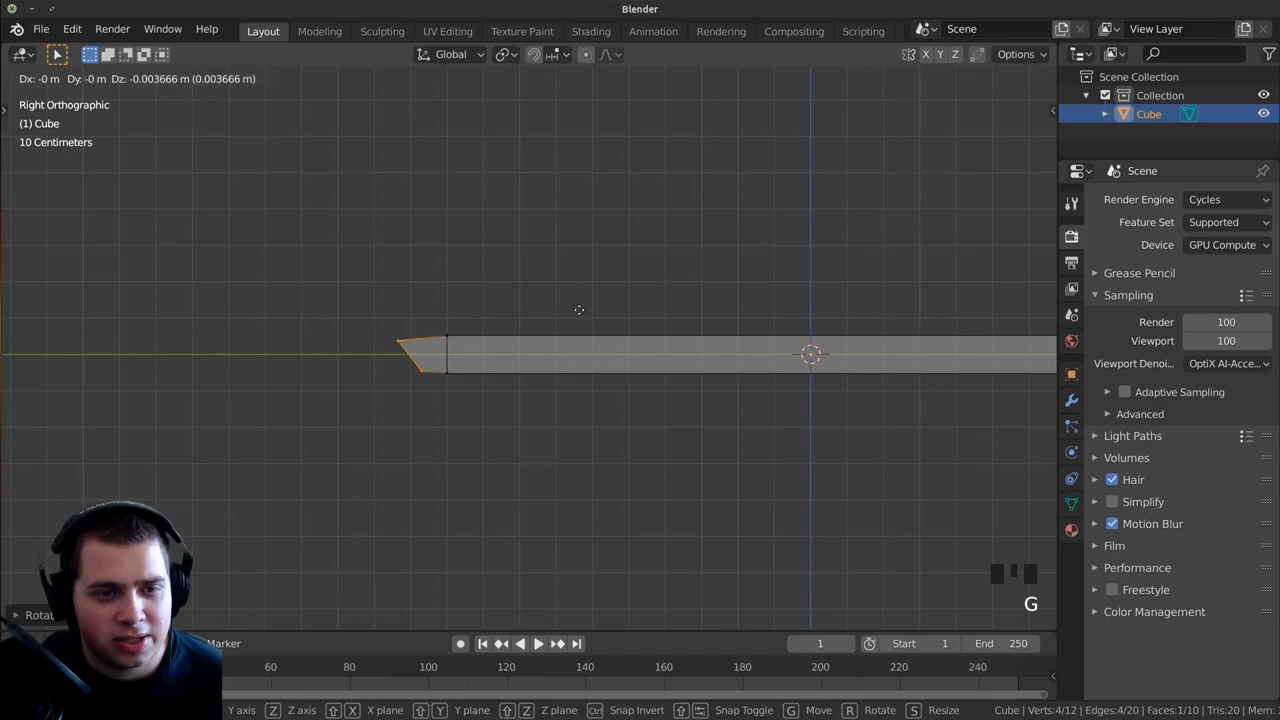 Blender
File Edit Render Window Help
Layout Modeling Sculpting UV Editing Texture Paint Shading Animation Rendering Compositing Scripting
Scene View Layer
Global X Y Z Options
Dx: -0 m Dy: -0 m Dz: -0.003666 m (0.003666 m)
Right Orthographic
(1) Cube
10 Centimeters
Scene Collection
Collection
Cube
Scene
Render Engine Cycles
Feature Set Supported
Device GPU Compute
Grease Pencil
Sampling
Render 100
Viewport 100
Viewport Denoi... OptiX AI-Acce...
Adaptive Sampling
Advanced
Light Paths
Volumes
Hair
Simplify
Motion Blur
Film
Performance
Freestyle
Color Management
G
Rotat
Marker
1 Start 1 End 250
60 80 100 120 140 160 180 200 220 240
Y axis Z Z axis X X plane Y Y plane Z Z plane Ctrl Snap Invert Snap Toggle G Move R Rotate S Resize
Cube | Verts:4/12 | Edges:4/20 | Faces:1/10 | Tris:20 | Mem: